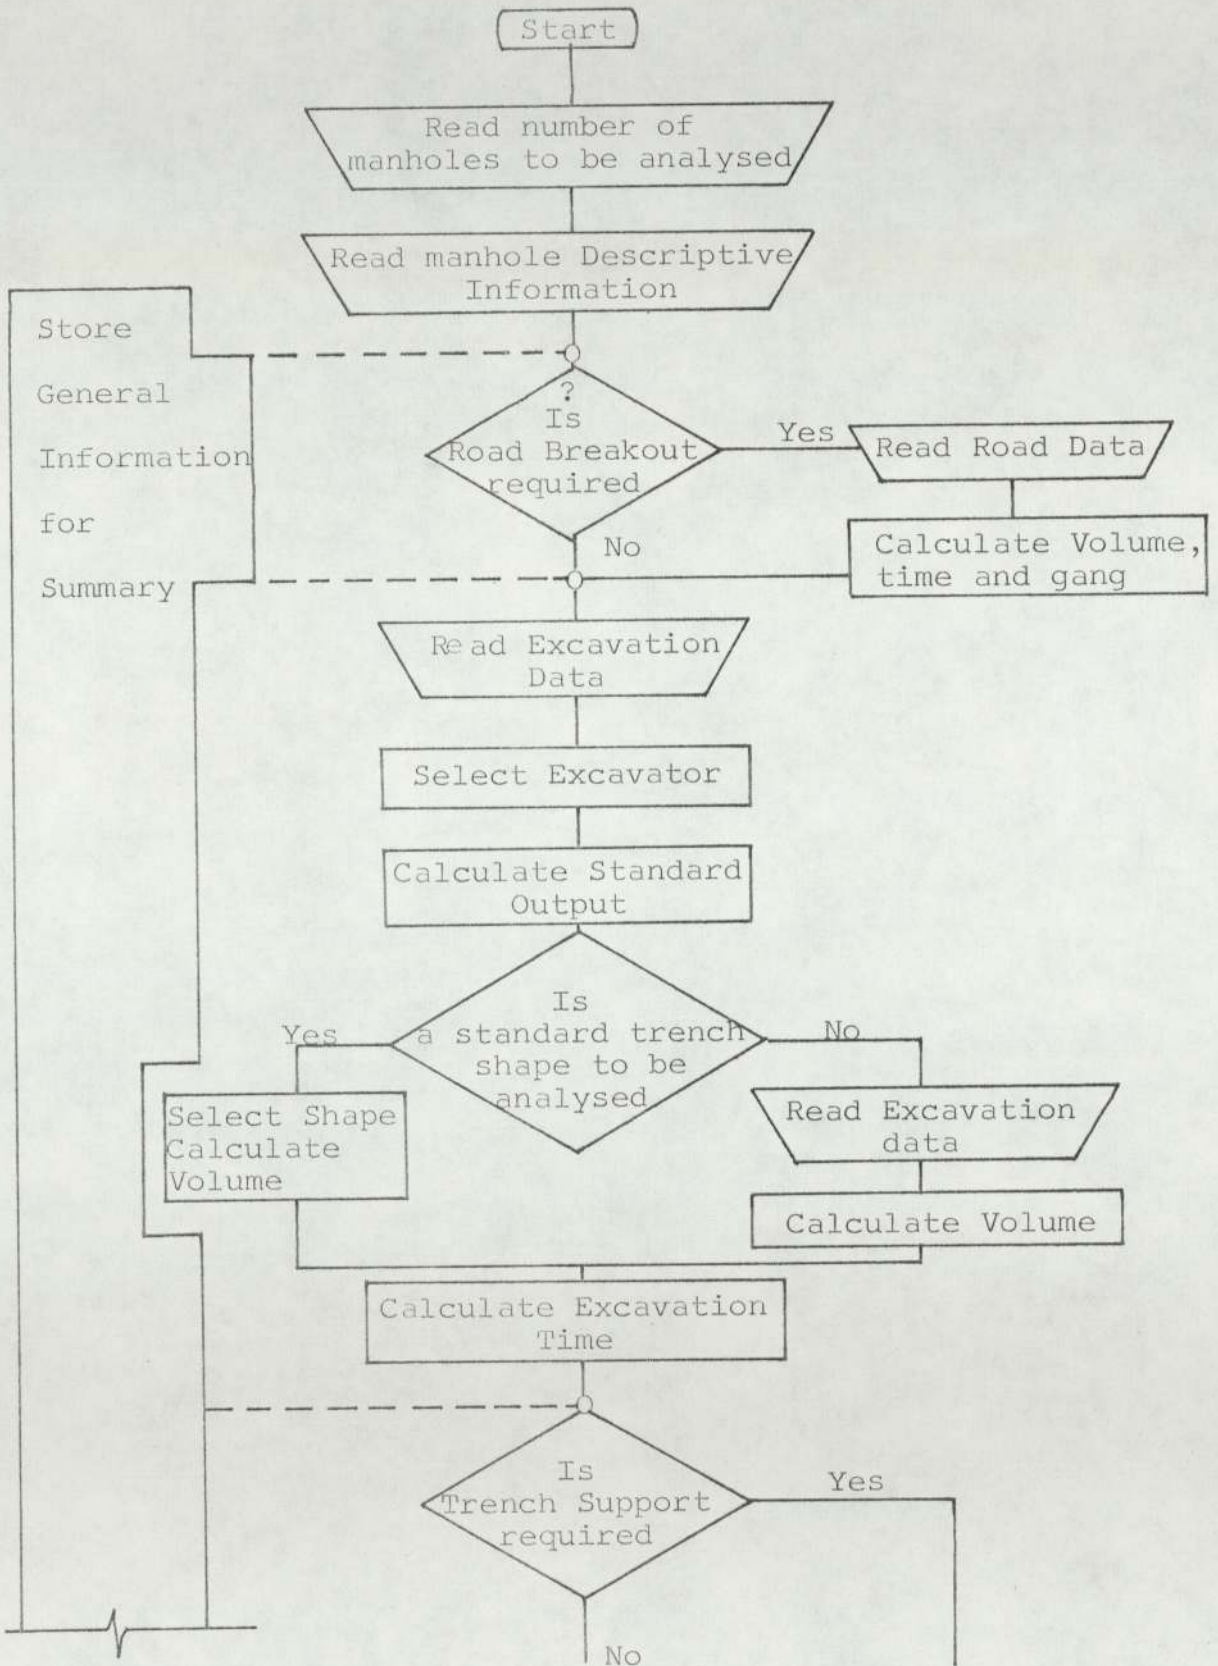 Start
Read number of
manholes to be analysed
Read manhole Descriptive
Information
Store
General
Information
for
Summary
?
Is
Road Breakout
required
Yes
Read Road Data
Calculate Volume,
time and gang
No
Read Excavation
Data
Select Excavator
Calculate Standard
Output
Is
a standard trench
shape to be
analysed
Yes
No
Select Shape
Calculate
Volume
Read Excavation
data
Calculate Volume
Calculate Excavation
Time
Is
Trench Support
required
Yes
No